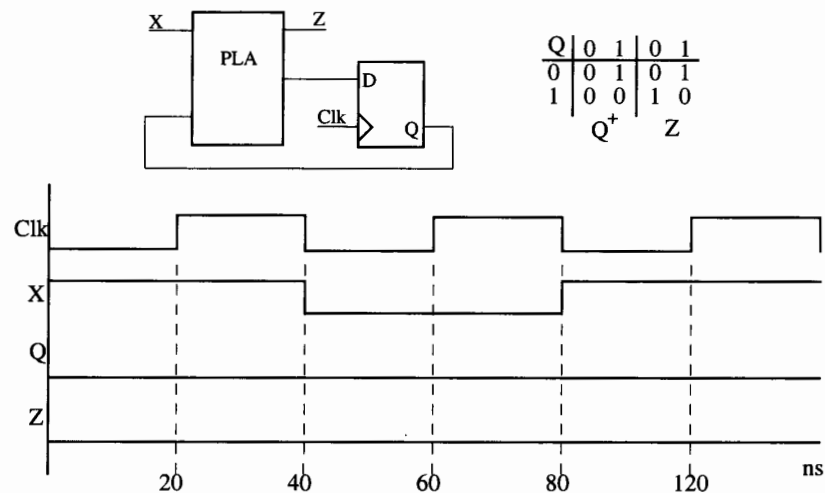 X
Z
PLA
D
Clk
Q
Q 0 1 0 1
0 0 1 0 1
1 0 0 1 0
Q+ Z
Clk
X
Q
Z
20 40 60 80 120 ns